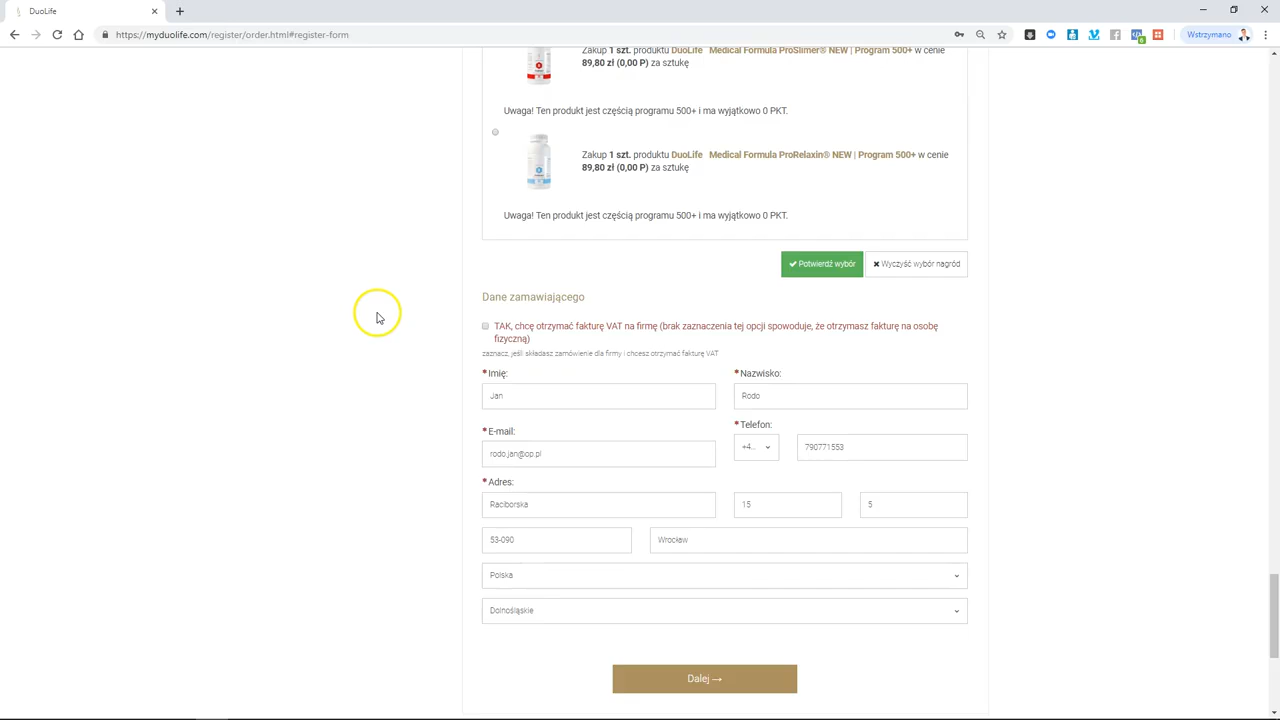 DuoLife
https://myduolife.com/register/order.html#register-form
Wstrzymano
Zakup 1 szt. produktu DuoLife Medical Formula ProSlimer® NEW | Program 500+ w cenie
89,80 zł (0,00 P) za sztukę
Uwaga! Ten produkt jest częścią programu 500+ i ma wyjątkowo 0 PKT.
Zakup 1 szt. produktu DuoLife Medical Formula ProRelaxin® NEW | Program 500+ w cenie
89,80 zł (0,00 P) za sztukę
Uwaga! Ten produkt jest częścią programu 500+ i ma wyjątkowo 0 PKT.
✔ Potwierdź wybór ✖ Wyczyść wybór nagród
Dane zamawiającego
TAK, chcę otrzymać fakturę VAT na firmę (brak zaznaczenia tej opcji spowoduje, że otrzymasz fakturę na osobę
fizyczną)
zaznacz, jeśli składasz zamówienie dla firmy i chcesz otrzymać fakturę VAT
*Imię: *Nazwisko:
Jan Rodo
*E-mail: *Telefon:
rodo.jan@op.pl +4... 790771553
*Adres:
Raciborska 15 5
53-090 Wrocław
Polska
Dolnośląskie
Dalej →